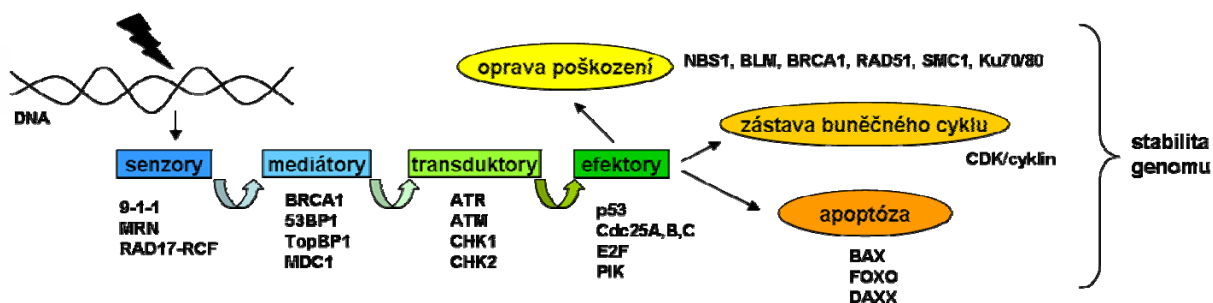 DNA
senzory
9-1-1
MRN
RAD17-RCF
mediátory
BRCA1
53BP1
TopBP1
MDC1
transduktory
ATR
ATM
CHK1
CHK2
efektory
p53
Cdc25A,B,C
E2F
PIK
oprava poškození
NBS1, BLM, BRCA1, RAD51, SMC1, Ku70/80
zástava buněčného cyklu
CDK/cyklin
apoptóza
BAX
FOXO
DAXX
stabilita
genomu